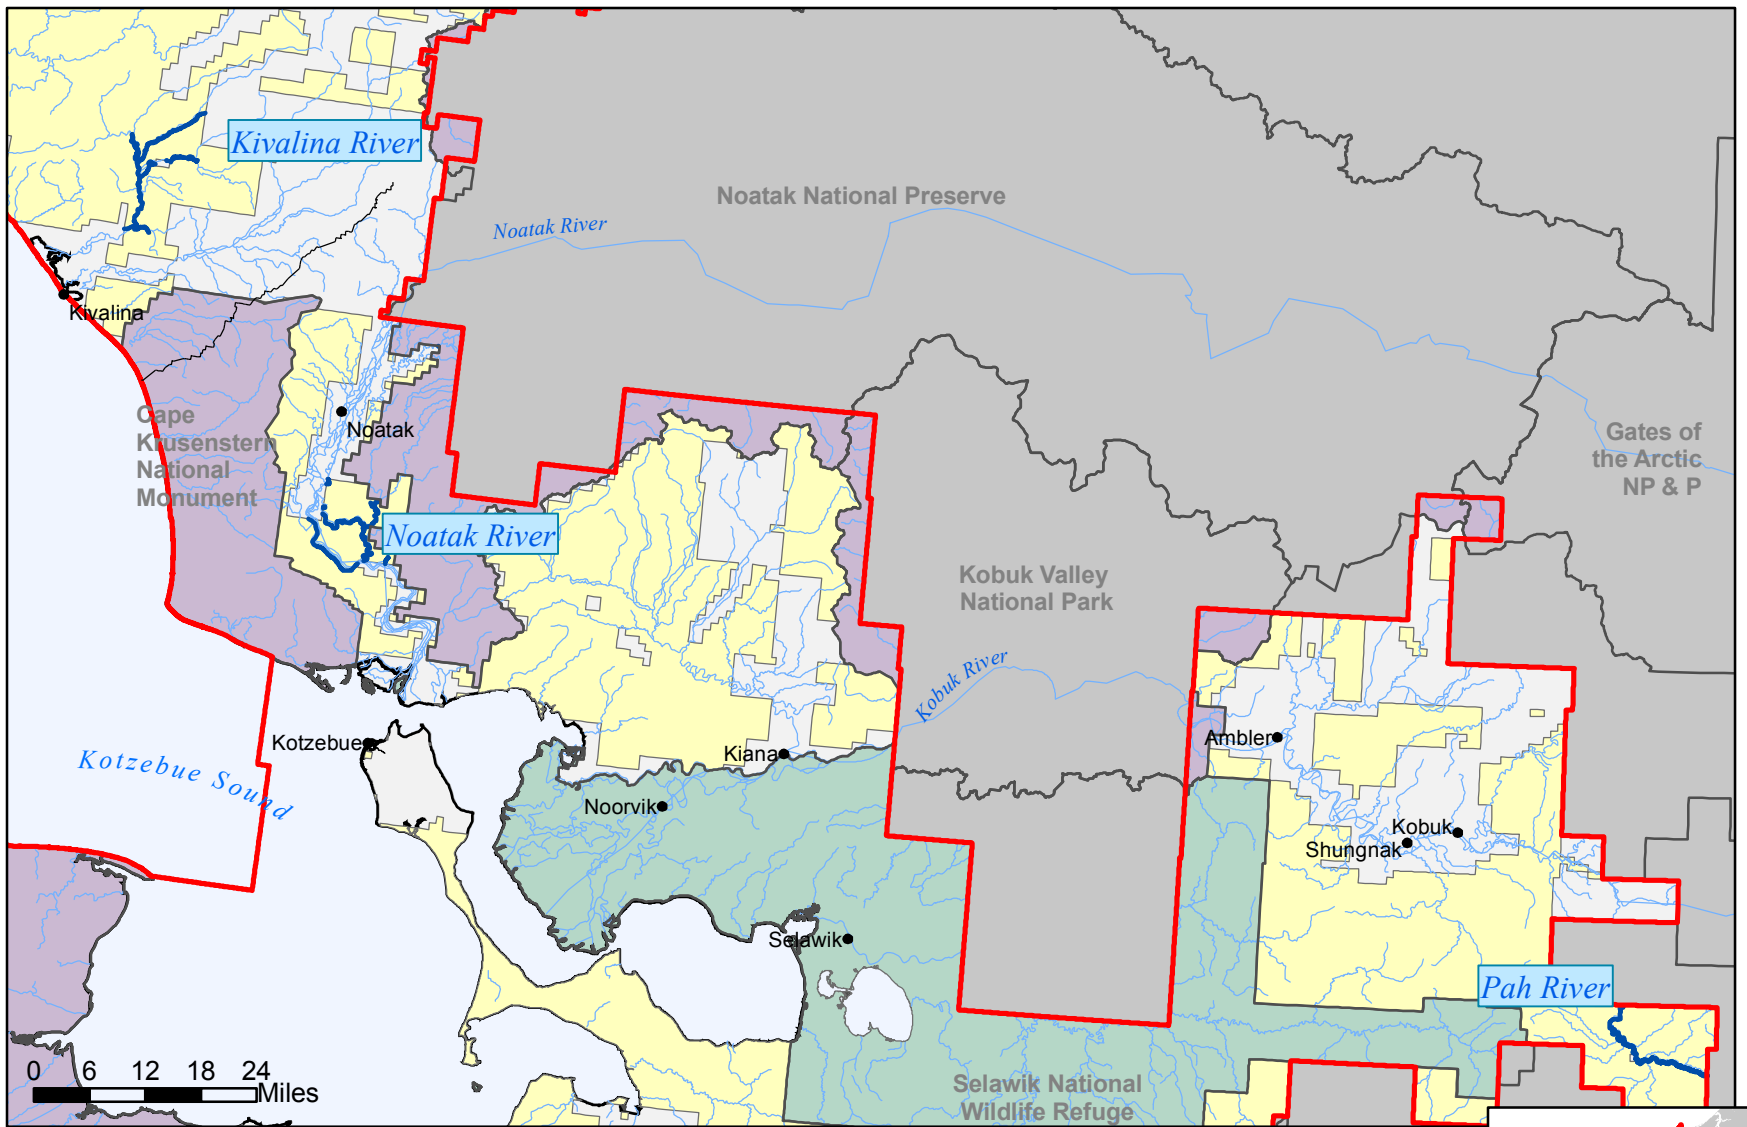 Kivalina River
Noatak National Preserve
Noatak River
Kivalina
Cape
Krusenstern
National
Monument
Noatak
Gates of
the Arctic
NP & P
Noatak River
Kobuk Valley
National Park
Kobuk River
Kotzebue
Kiana
Ambler
Kotzebue Sound
Noorvik
Kobuk
Shungnak
Selawik
Pah River
0 6 12 18 24
Miles
Selawik National
Wildlife Refuge